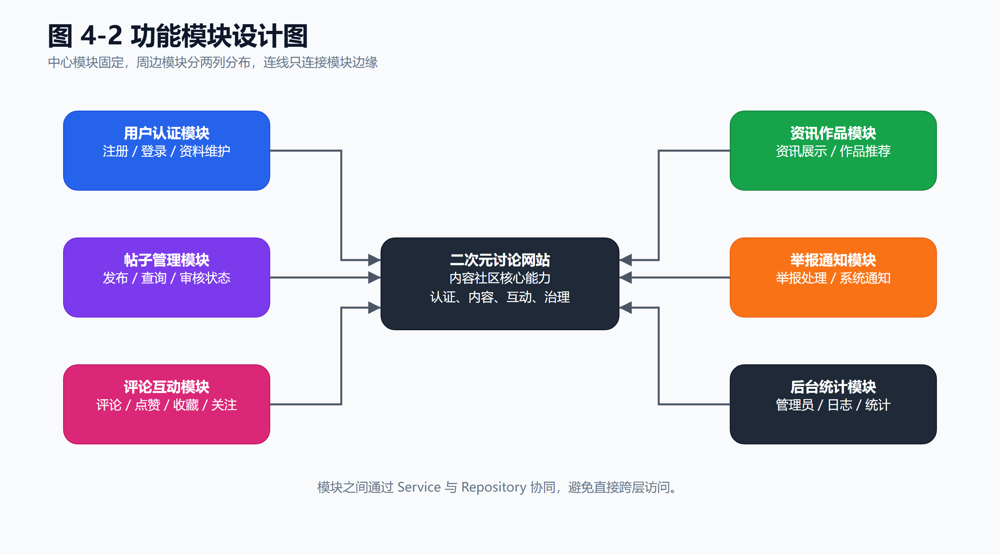 图 4-2 功能模块设计图
中心模块固定，周边模块分两列分布，连线只连接模块边缘
用户认证模块
注册 / 登录 / 资料维护
资讯作品模块
资讯展示 / 作品推荐
帖子管理模块
发布 / 查询 / 审核状态
二次元讨论网站
内容社区核心能力
认证、内容、互动、治理
举报通知模块
举报处理 / 系统通知
评论互动模块
评论 / 点赞 / 收藏 / 关注
后台统计模块
管理员 / 日志 / 统计
模块之间通过 Service 与 Repository 协同，避免直接跨层访问。